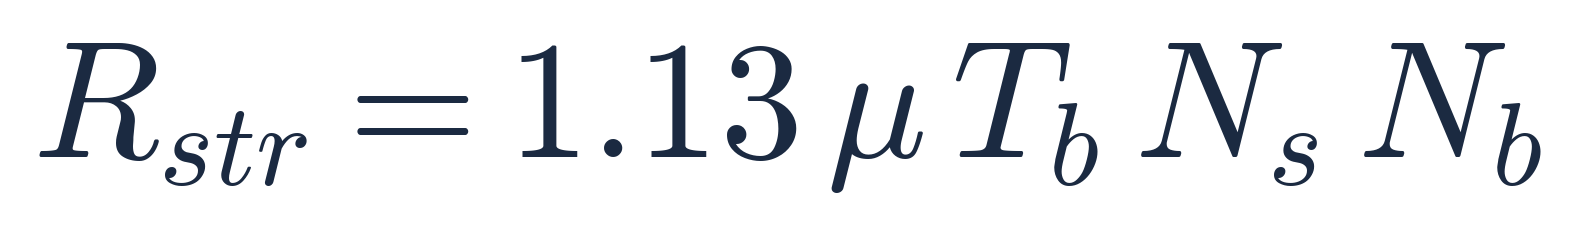 R_{str} = 1.13 μ T_b N_s N_b